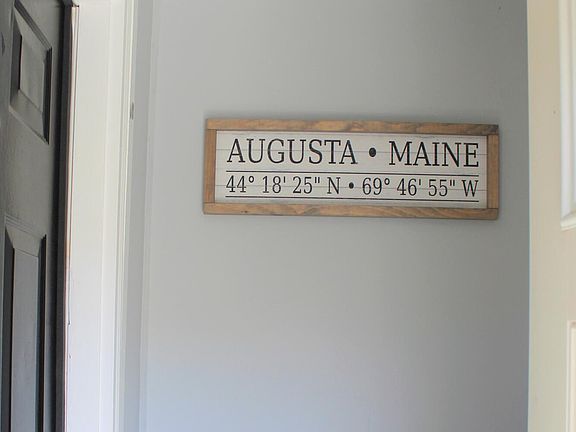 AUGUSTA • MAINE
44° 18' 25" N • 69° 46' 55" W